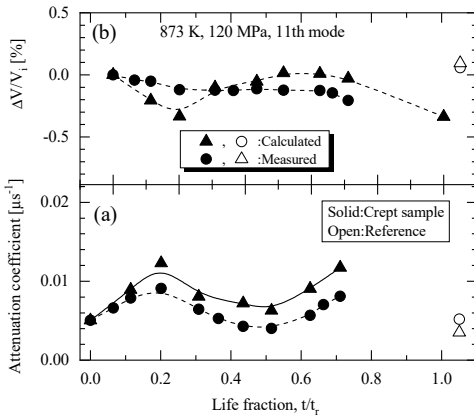 (b)
873 K, 120 MPa, 11th mode
ΔV/Vi [%]
0.5
0.0
-0.5
▲ , ○ :Calculated
● , △ :Measured
(a)
Solid:Crept sample
Open:Reference
Attenuation coefficient [μs⁻¹]
0.02
0.01
0.00
0.0 0.2 0.4 0.6 0.8 1.0
Life fraction, t/tr